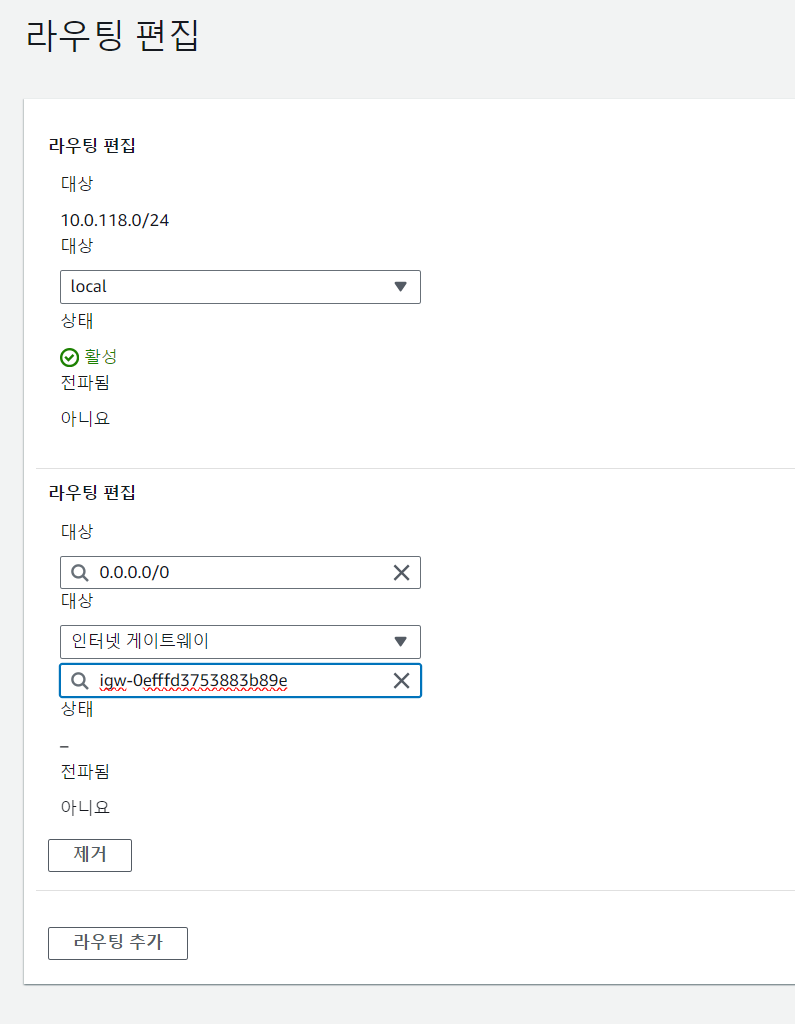 라우팅 편집
라우팅 편집
대상
10.0.118.0/24
대상
local
상태
활성
전파됨
아니요
라우팅 편집
대상
0.0.0.0/0
대상
인터넷 게이트웨이
igw-0efffd3753883b89e
상태
–
전파됨
아니요
제거
라우팅 추가